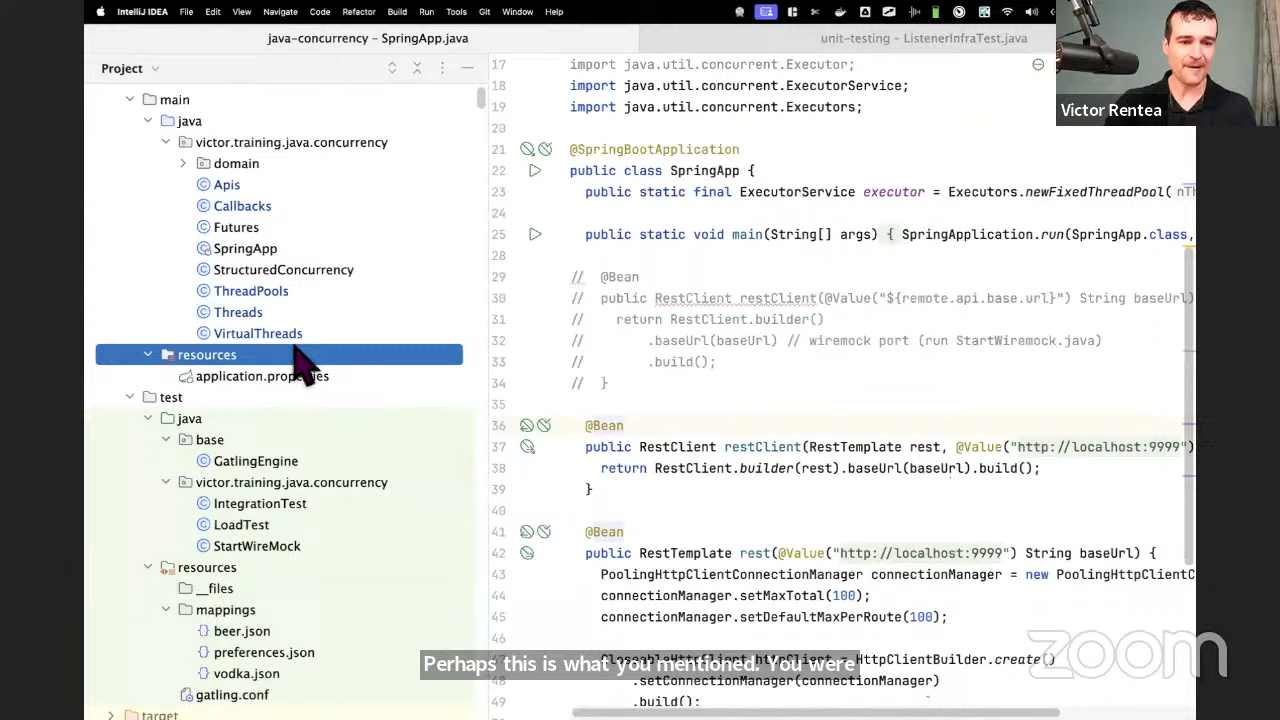 IntelliJ IDEA File Edit View Navigate Code Refactor Build Run Tools Git Window Help
java-concurrency – SpringApp.java
unit-testing – ListenerInfraTest.java
Project
main
java
victor.training.java.concurrency
domain
Apis
Callbacks
Futures
SpringApp
StructuredConcurrency
ThreadPools
Threads
VirtualThreads
resources
application.properties
test
java
base
GatlingEngine
victor.training.java.concurrency
IntegrationTest
LoadTest
StartWireMock
resources
__files
mappings
beer.json
preferences.json
vodka.json
gatling.conf
target
17 import java.util.concurrent.Executor;
18 import java.util.concurrent.ExecutorService;
19 import java.util.concurrent.Executors;
20
21 @SpringBootApplication
22 public class SpringApp {
23 public static final ExecutorService executor = Executors.newFixedThreadPool( nTh
24
25 public static void main(String[] args) { SpringApplication.run(SpringApp.class,
28
29 // @Bean
30 // public RestClient restClient(@Value("${remote.api.base.url}") String baseUrl)
31 // return RestClient.builder()
32 // .baseUrl(baseUrl) // wiremock port (run StartWiremock.java)
33 // .build();
34 // }
35
36 @Bean
37 public RestClient restClient(RestTemplate rest, @Value("http://localhost:9999")
38 return RestClient.builder(rest).baseUrl(baseUrl).build();
39 }
40
41 @Bean
42 public RestTemplate rest(@Value("http://localhost:9999") String baseUrl) {
43 PoolingHttpClientConnectionManager connectionManager = new PoolingHttpClientC
44 connectionManager.setMaxTotal(100);
45 connectionManager.setDefaultMaxPerRoute(100);
46
47 CloseableHttpClient httpClient = HttpClientBuilder.create()
48 .setConnectionManager(connectionManager)
49 .build();
Victor Rentea
Perhaps this is what you mentioned. You were
zoom